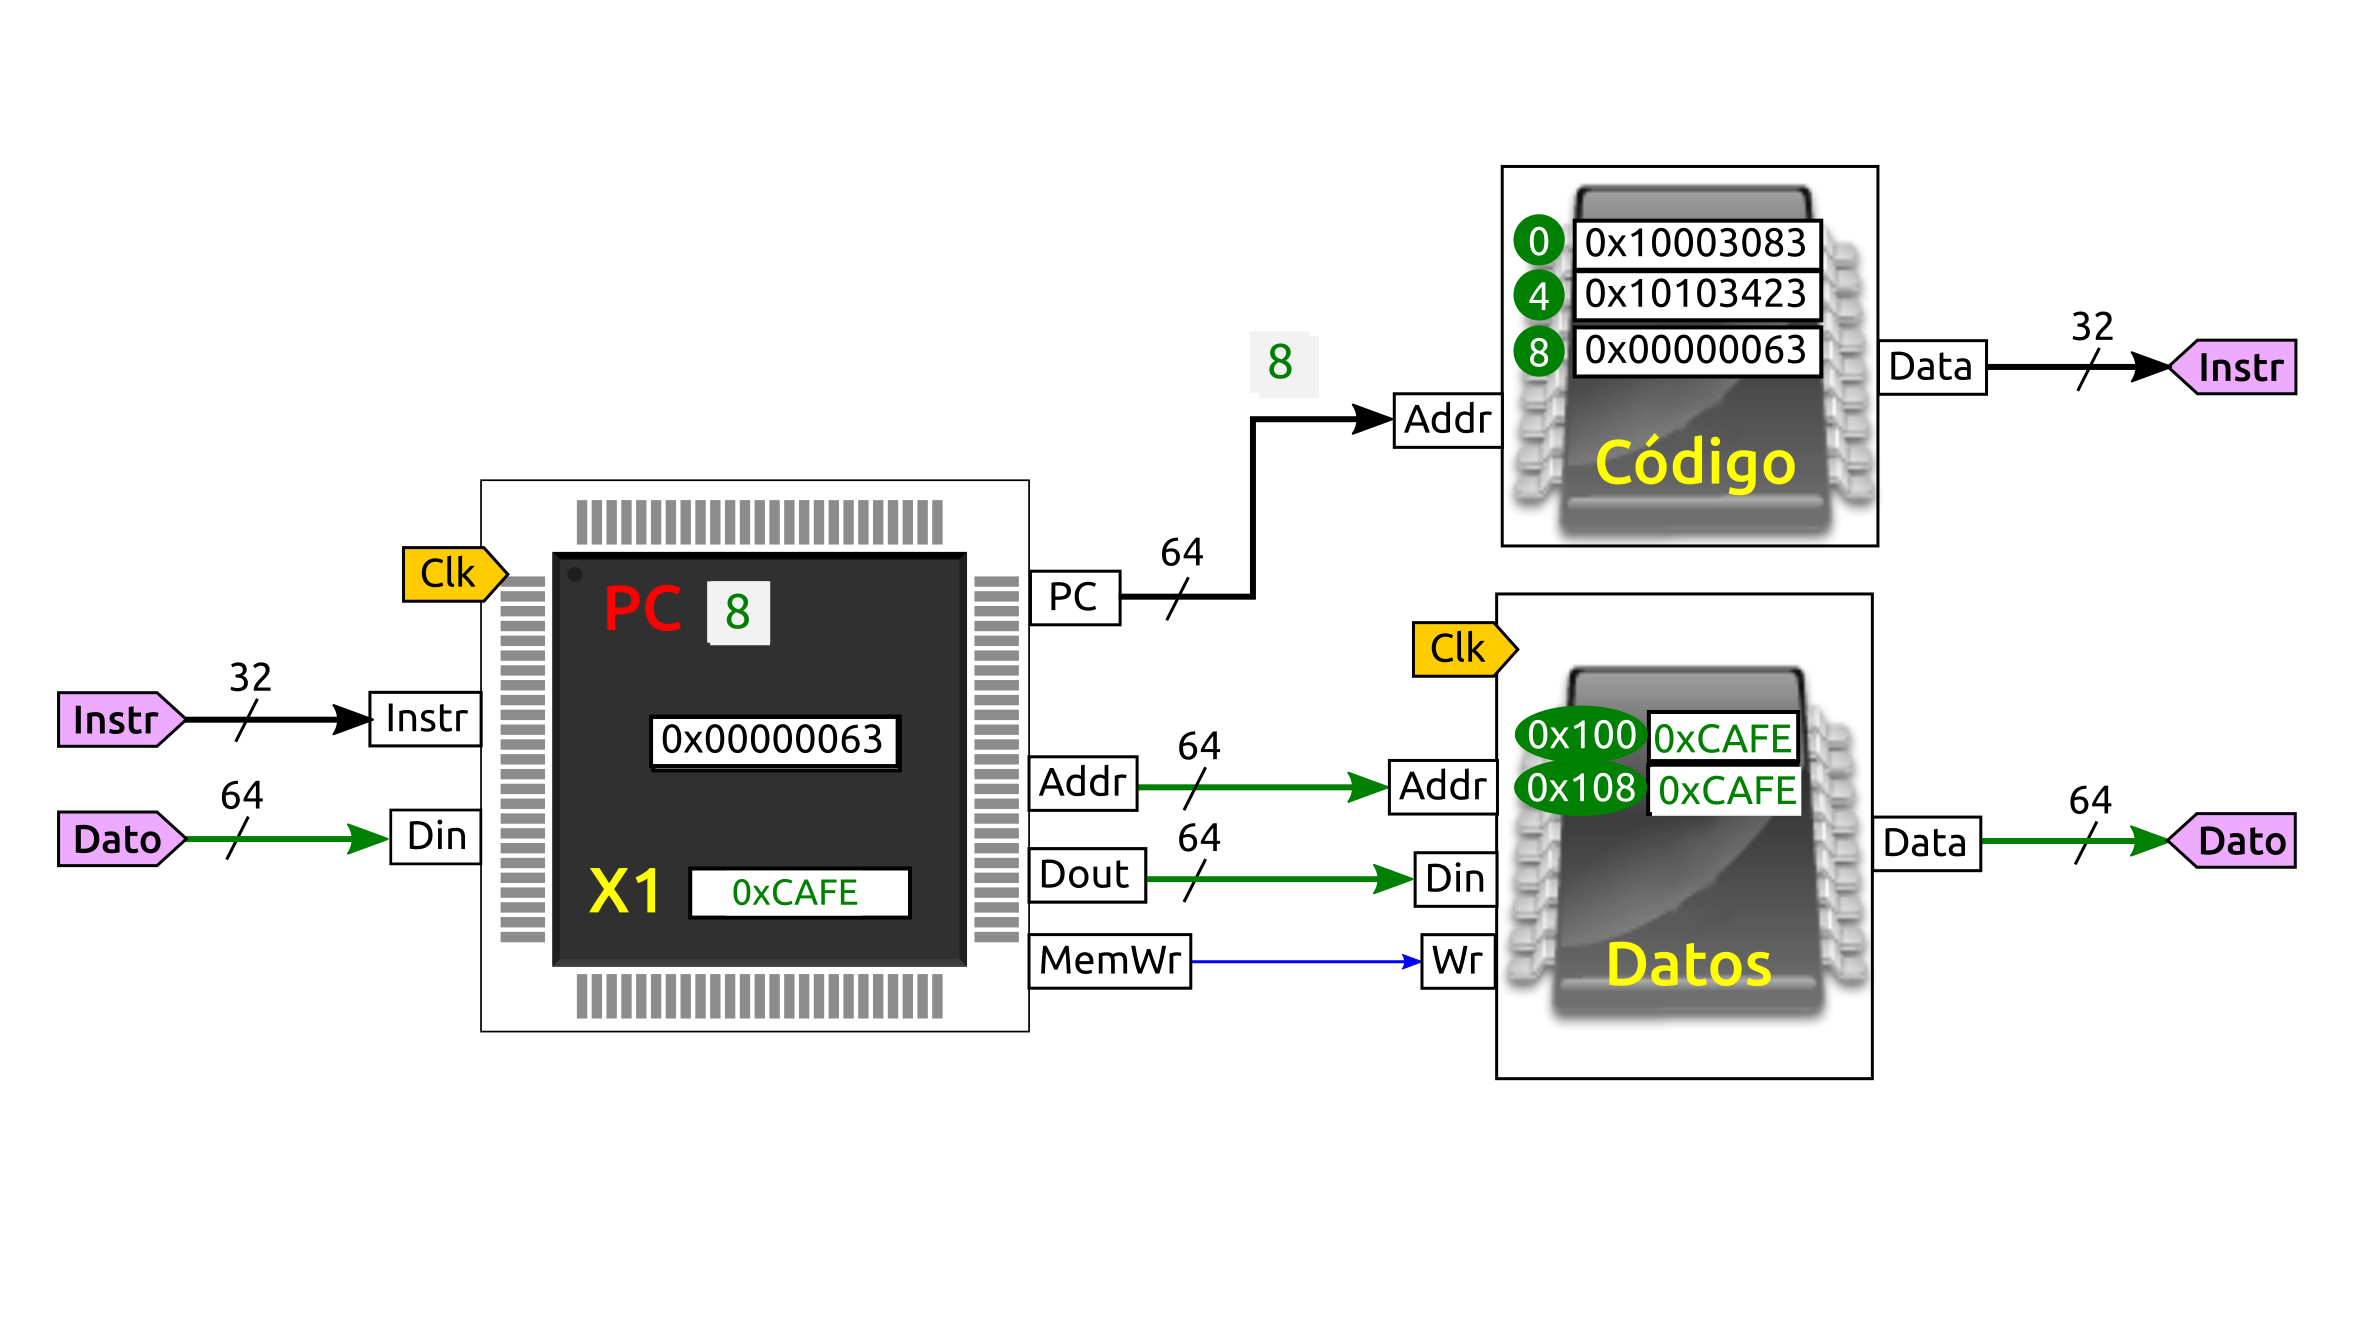 0
0x10003083
4
0x10103423
8
0x00000063
32
Data
Instr
8
Addr
Código
64
PC
Clk
PC
8
Clk
32
Instr
Instr
0x00000063
64
Addr
Addr
0x100
0xCAFE
0x108
0xCAFE
64
Dato
Din
64
Dout
Din
64
Data
Dato
X1
0xCAFE
MemWr
Wr
Datos